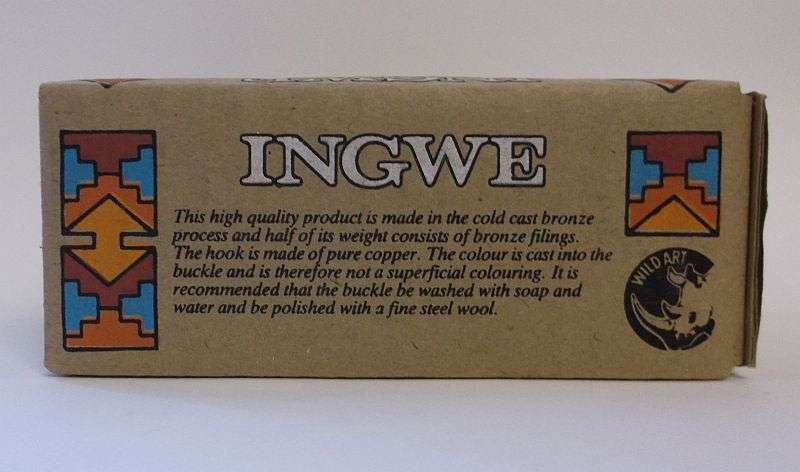 INGWE
This high quality product is made in the cold cast bronze
process and half of its weight consists of bronze filings.
The hook is made of pure copper. The colour is cast into the
buckle and is therefore not a superficial colouring. It is
recommended that the buckle be washed with soap and
water and be polished with a fine steel wool.
WILD ART